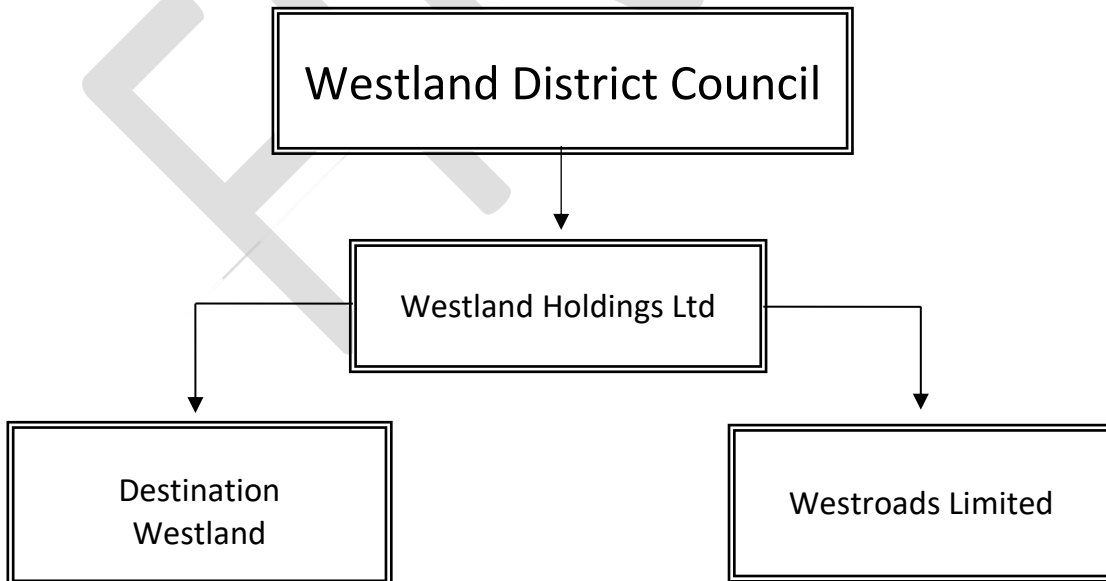 Westland District Council
Westland Holdings Ltd
Destination
Westland
Westroads Limited